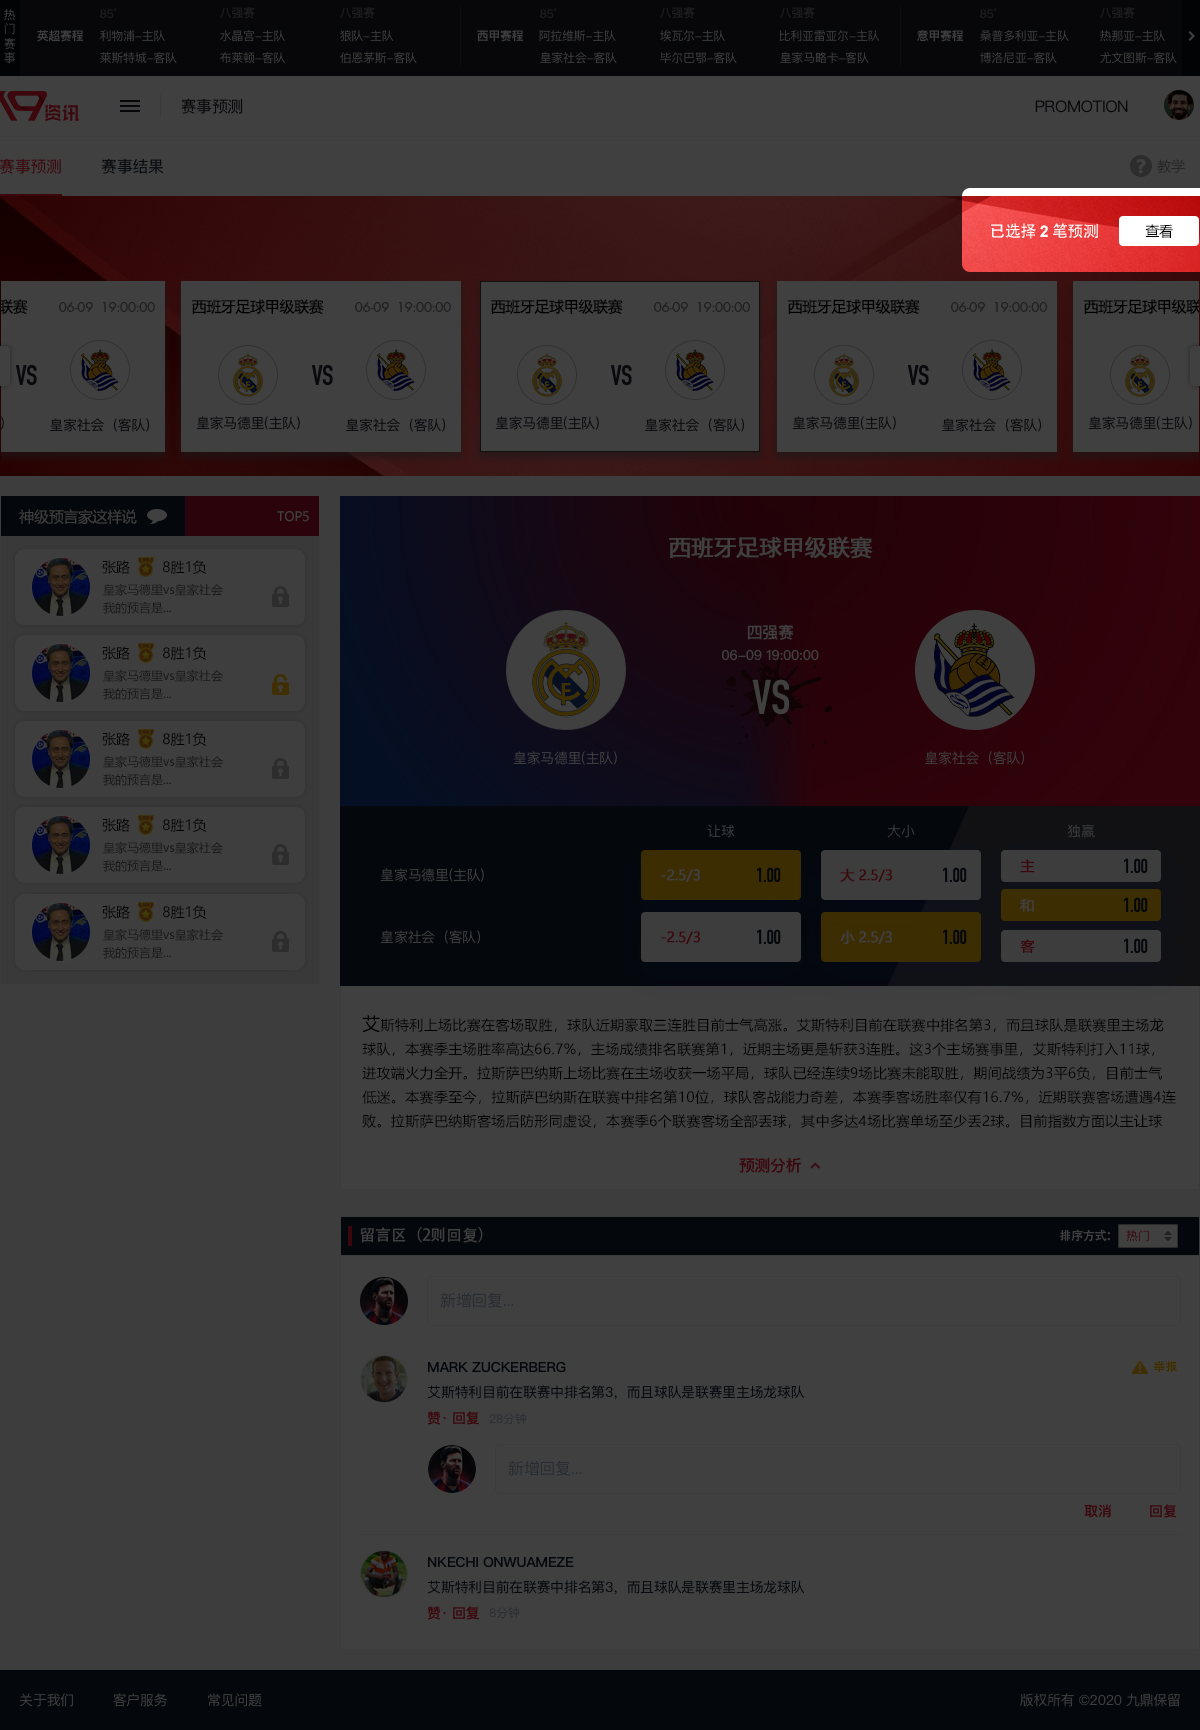 热门赛事
85'
八强赛
八强赛
85'
八强赛
八强赛
85'
八强赛
英超赛程
利物浦-主队
水晶宫-主队
狼队-主队
西甲赛程
阿拉维斯-主队
埃瓦尔-主队
比利亚雷亚尔-主队
意甲赛程
桑普多利亚-主队
热那亚-主队
莱斯特城-客队
布莱顿-客队
伯恩茅斯-客队
皇家社会-客队
毕尔巴鄂-客队
皇家马略卡-客队
博洛尼亚-客队
尤文图斯-客队
资讯
赛事预测
PROMOTION
赛事预测
赛事结果
? 教学
已选择 2 笔预测
查看
联赛
06-09 19:00:00
VS
)
皇家社会（客队）
西班牙足球甲级联赛
06-09 19:00:00
VS
皇家马德里(主队)
皇家社会（客队）
西班牙足球甲级联赛
06-09 19:00:00
VS
皇家马德里(主队)
皇家社会（客队）
西班牙足球甲级联赛
06-09 19:00:00
VS
皇家马德里(主队)
皇家社会（客队）
西班牙足球甲级联
皇家马德里(主队)
神级预言家这样说
TOP5
张路 8胜1负
皇家马德里vs皇家社会
我的预言是...
张路 8胜1负
皇家马德里vs皇家社会
我的预言是...
张路 8胜1负
皇家马德里vs皇家社会
我的预言是...
张路 8胜1负
皇家马德里vs皇家社会
我的预言是...
张路 8胜1负
皇家马德里vs皇家社会
我的预言是...
西班牙足球甲级联赛
四强赛
06-09 19:00:00
VS
皇家马德里(主队)
皇家社会（客队）
让球
大小
独赢
皇家马德里(主队)
-2.5/3 1.00
大 2.5/3 1.00
主 1.00
和 1.00
皇家社会（客队）
-2.5/3 1.00
小 2.5/3 1.00
客 1.00
艾斯特利上场比赛在客场取胜，球队近期豪取三连胜目前士气高涨。艾斯特利目前在联赛中排名第3，而且球队是联赛里主场龙
球队，本赛季主场胜率高达66.7%，主场成绩排名联赛第1，近期主场更是斩获3连胜。这3个主场赛事里，艾斯特利打入11球，
进攻端火力全开。拉斯萨巴纳斯上场比赛在主场收获一场平局，球队已经连续9场比赛未能取胜，期间战绩为3平6负，目前士气
低迷。本赛季至今，拉斯萨巴纳斯在联赛中排名第10位，球队客战能力奇差，本赛季客场胜率仅有16.7%，近期联赛客场遭遇4连
败。拉斯萨巴纳斯客场后防形同虚设，本赛季6个联赛客场全部丢球，其中多达4场比赛单场至少丢2球。目前指数方面以主让球
预测分析
留言区（2则回复）
排序方式：
热门
新增回复...
MARK ZUCKERBERG
举报
艾斯特利目前在联赛中排名第3，而且球队是联赛里主场龙球队
赞· 回复 28分钟
新增回复...
取消
回复
NKECHI ONWUAMEZE
艾斯特利目前在联赛中排名第3，而且球队是联赛里主场龙球队
赞· 回复 8分钟
关于我们
客户服务
常见问题
版权所有 ©2020 九鼎保留